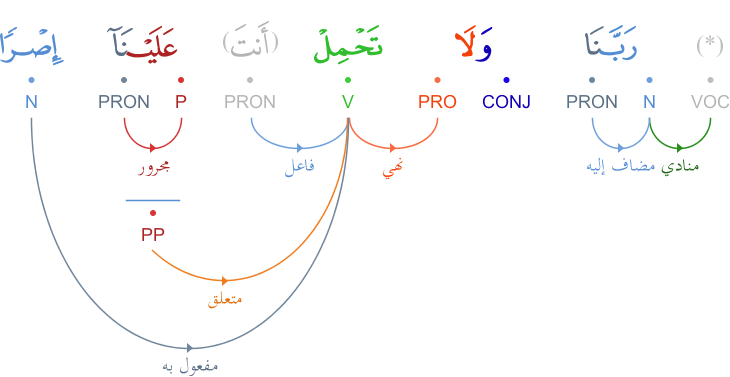 (*) رَبَّنَا وَلَا تَحْمِلْ (أَنتَ) عَلَيْنَآ إِصْرًا
VOC N PRON CONJ PRO V PRON P PRON N
منادي مضاف إليه نهي فاعل مجرور
PP
متعلق
مفعول به